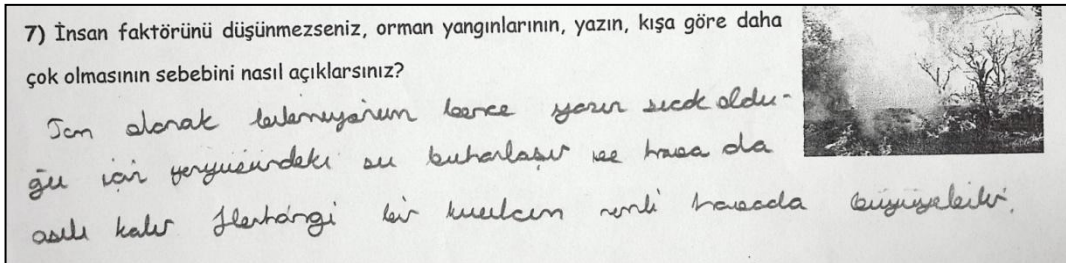 7) İnsan faktörünü düşünmezseniz, orman yangınlarının, yazın, kışa göre daha
çok olmasının sebebini nasıl açıklarsınız?
Tam olarak bilemiyorum bence yazın sıcak oldu-
ğu için yeryüzündeki su buharlaşır ve havada
asılı kalır Herhangi bir kıvılcım nemli havada büyüyebilir.